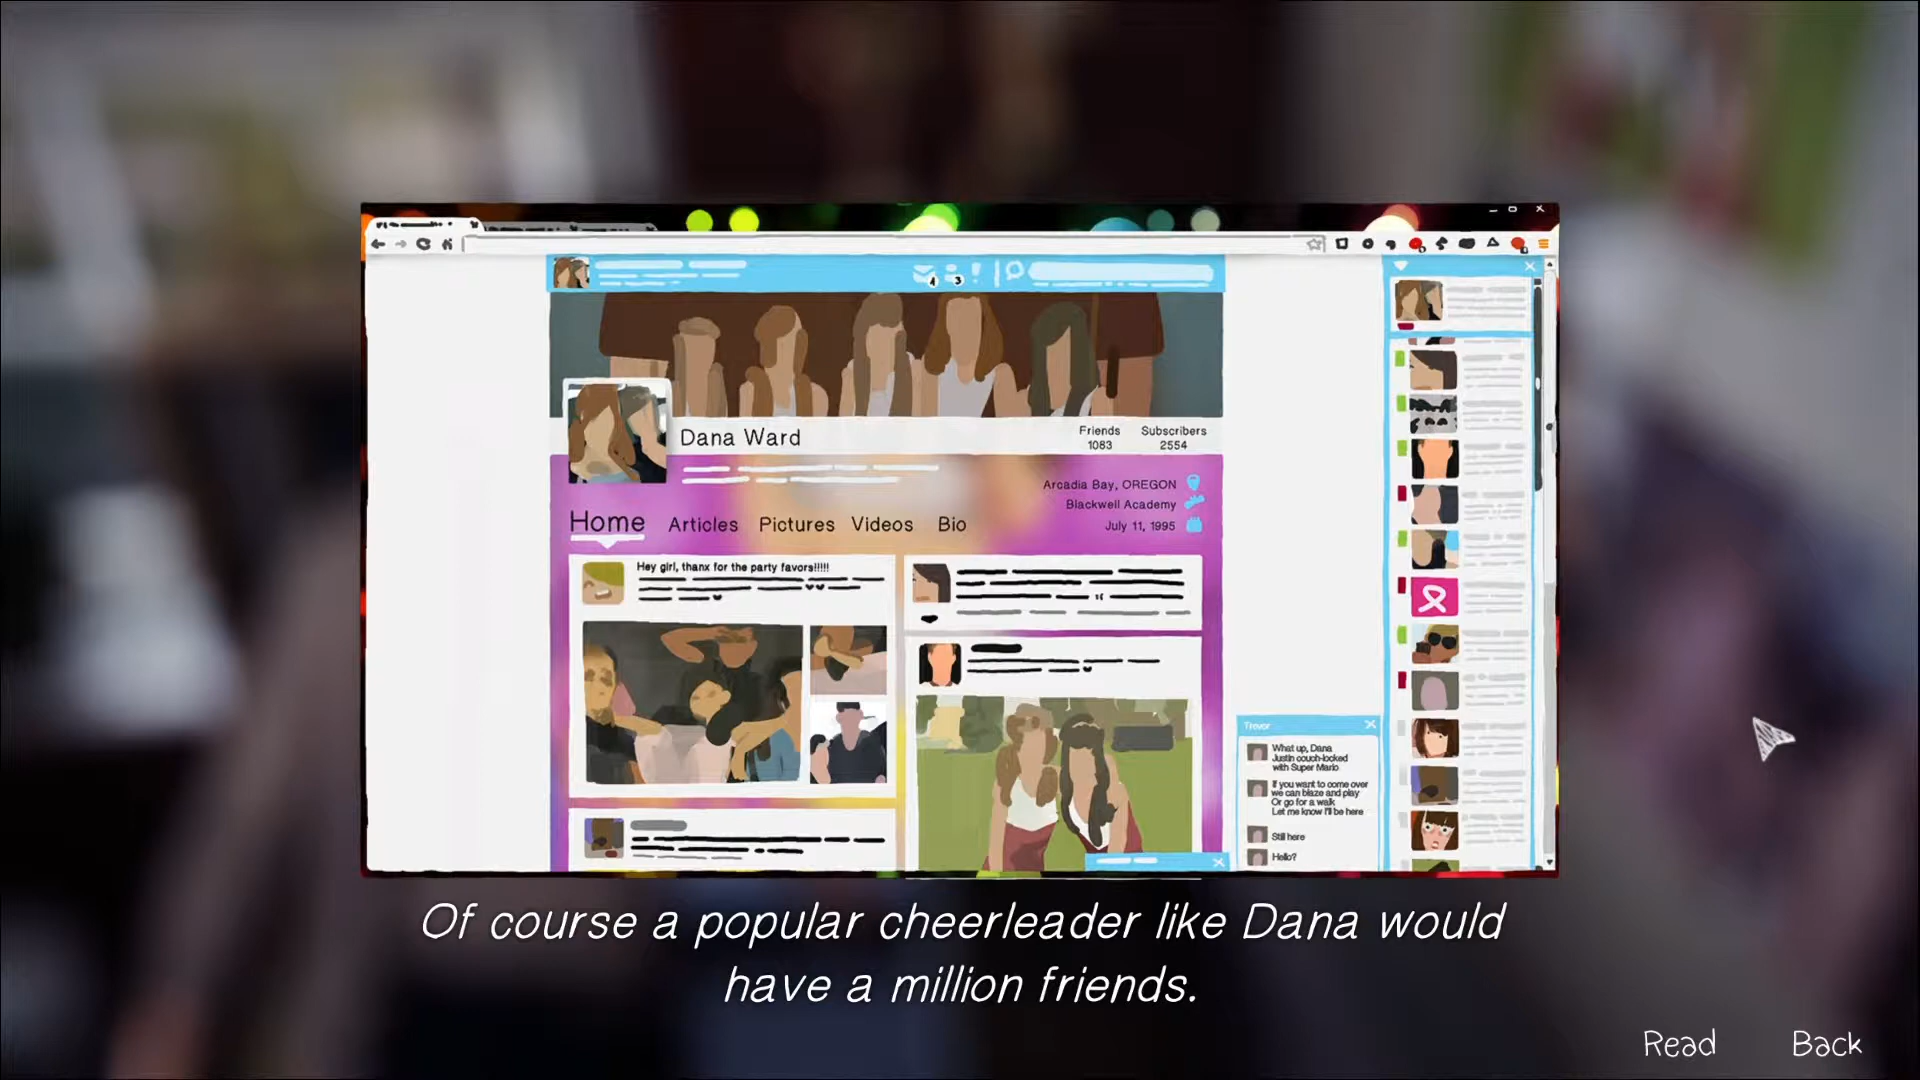 4
3
Dana Ward
Friends
1083
Subscribers
2554
Arcadia Bay, OREGON
Blackwell Academy
July 11, 1995
Home
Articles
Pictures
Videos
Bio
Hey girl, thanx for the party favors!!!!!
Trevor
What up, Dana
Justin couch-locked
with Super Mario
If you want to come over
we can blaze and play
Or go for a walk
Let me know I'll be here
Still here
Hello?
Of course a popular cheerleader like Dana would
have a million friends.
Read
Back